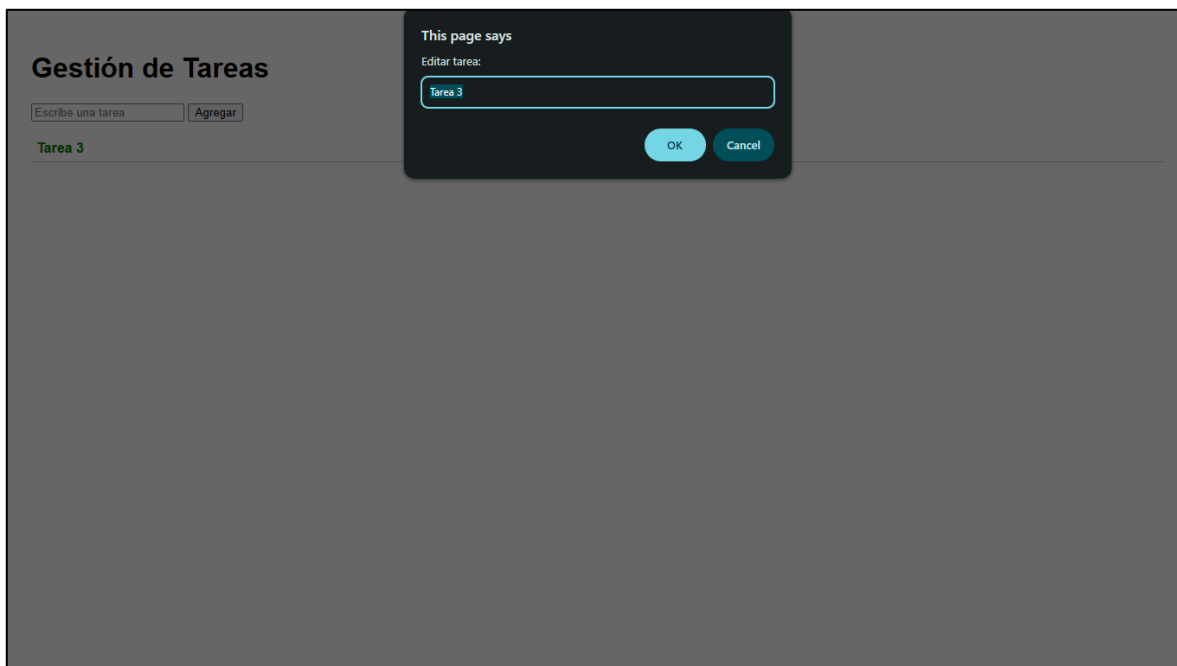 This page says
Editar tarea:
Tarea 3
OK Cancel
Gestión de Tareas
Escribe una tarea Agregar
Tarea 3